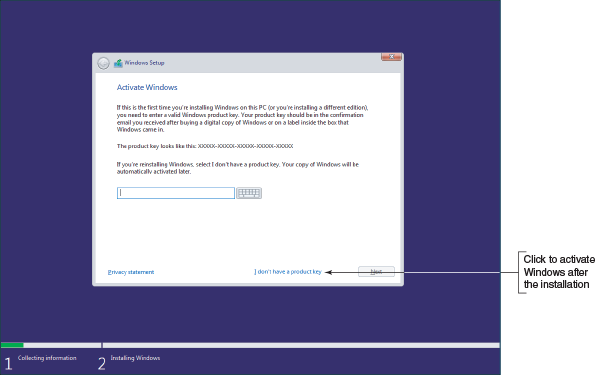 Windows Setup
Activate Windows
If this is the first time you're installing Windows on this PC (or you're installing a different edition),
you need to enter a valid Windows product key. Your product key should be in the confirmation
email you received after buying a digital copy of Windows or on a label inside the box that
Windows came in.
The product key looks like this: XXXXX-XXXXX-XXXXX-XXXXX-XXXXX
If you're reinstalling Windows, select I don't have a product key. Your copy of Windows will be
automatically activated later.
Privacy statement
I don't have a product key
Next
Click to activate
Windows after
the installation
1 Collecting information
2 Installing Windows